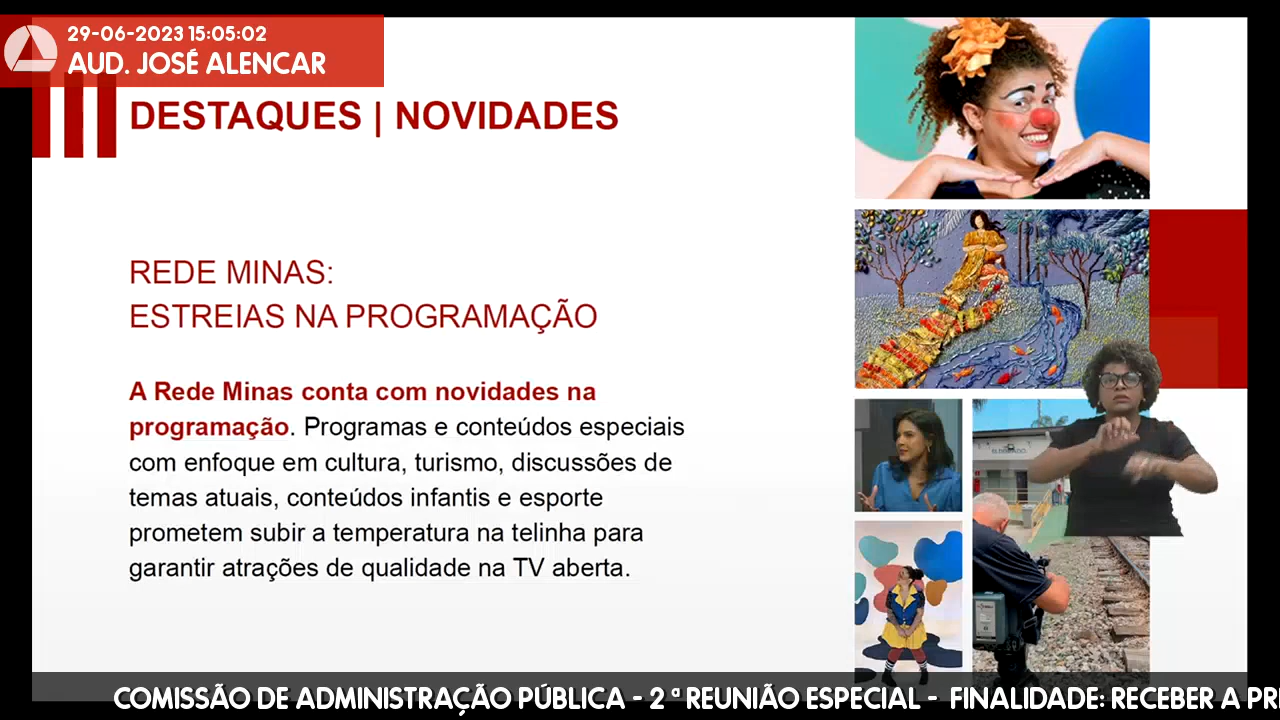 29-06-2023 15:05:02
AUD. JOSÉ ALENCAR
DESTAQUES | NOVIDADES
REDE MINAS:
ESTREIAS NA PROGRAMAÇÃO
A Rede Minas conta com novidades na
programação. Programas e conteúdos especiais
com enfoque em cultura, turismo, discussões de
temas atuais, conteúdos infantis e esporte
prometem subir a temperatura na telinha para
garantir atrações de qualidade na TV aberta.
COMISSÃO DE ADMINISTRAÇÃO PÚBLICA - 2 ª REUNIÃO ESPECIAL - FINALIDADE: RECEBER A PR